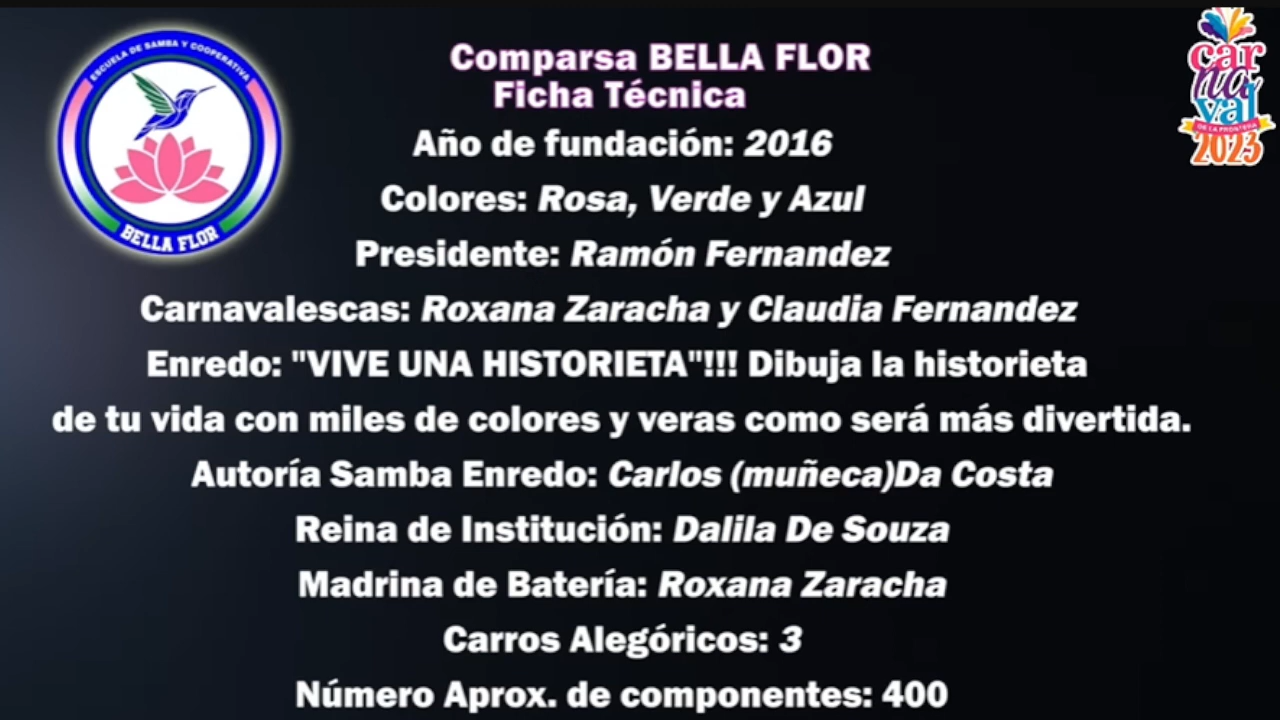 ESCUELA DE SAMBA Y COOPERATIVA
BELLA FLOR
Comparsa BELLA FLOR
Ficha Técnica
carnaval
DE LA FRONTERA
2023
Año de fundación: 2016
Colores: Rosa, Verde y Azul
Presidente: Ramón Fernandez
Carnavalescas: Roxana Zaracha y Claudia Fernandez
Enredo: "VIVE UNA HISTORIETA"!!! Dibuja la historieta
de tu vida con miles de colores y veras como será más divertida.
Autoría Samba Enredo: Carlos (muñeca)Da Costa
Reina de Institución: Dalila De Souza
Madrina de Batería: Roxana Zaracha
Carros Alegóricos: 3
Número Aprox. de componentes: 400